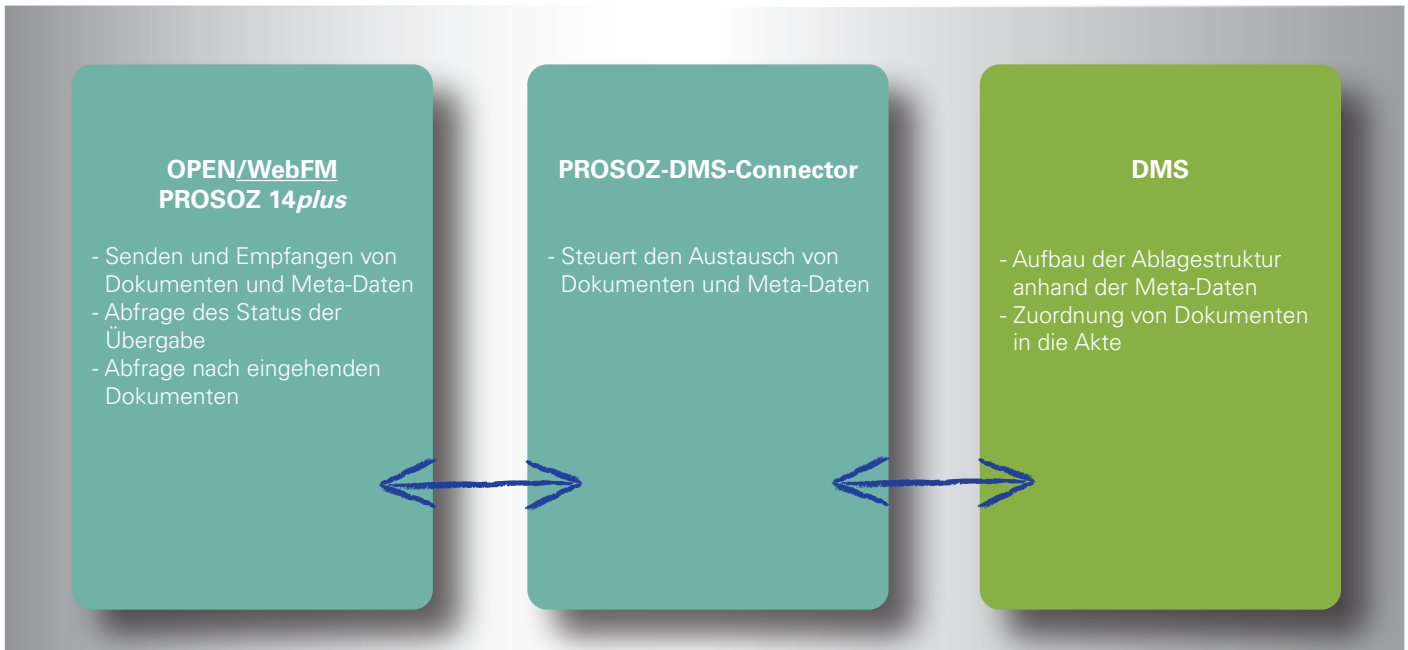 OPEN/WebFM
PROSOZ 14plus
- Senden und Empfangen von
Dokumenten und Meta-Daten
- Abfrage des Status der
Übergabe
- Abfrage nach eingehenden
Dokumenten
PROSOZ-DMS-Connector
- Steuert den Austausch von
Dokumenten und Meta-Daten
DMS
- Aufbau der Ablagestruktur
anhand der Meta-Daten
- Zuordnung von Dokumenten
in die Akte